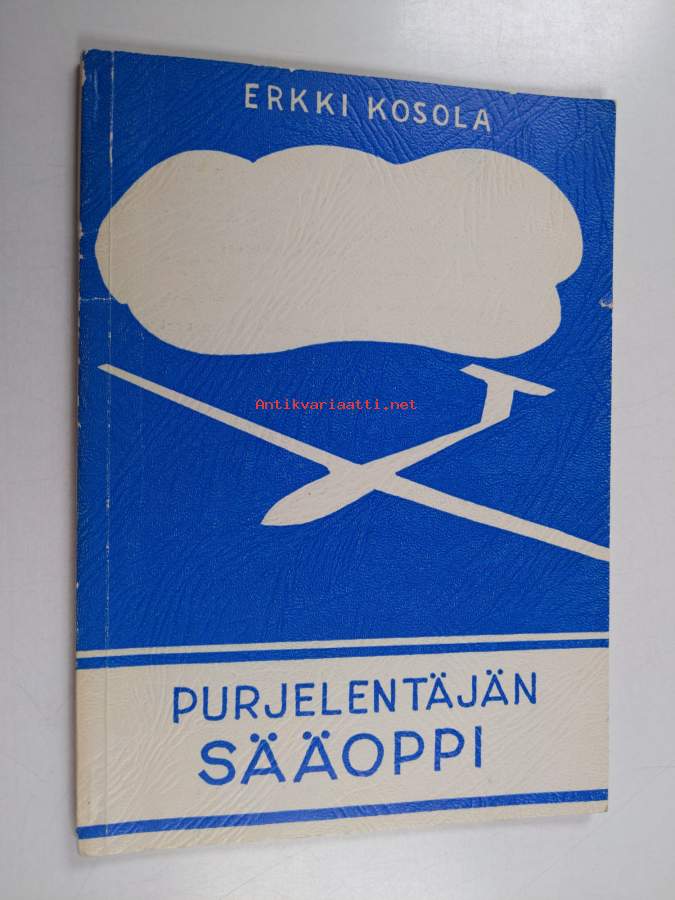 ERKKI KOSOLA
Antikvariaatti.net
PURJELENTÄJÄN
SÄÄOPPI